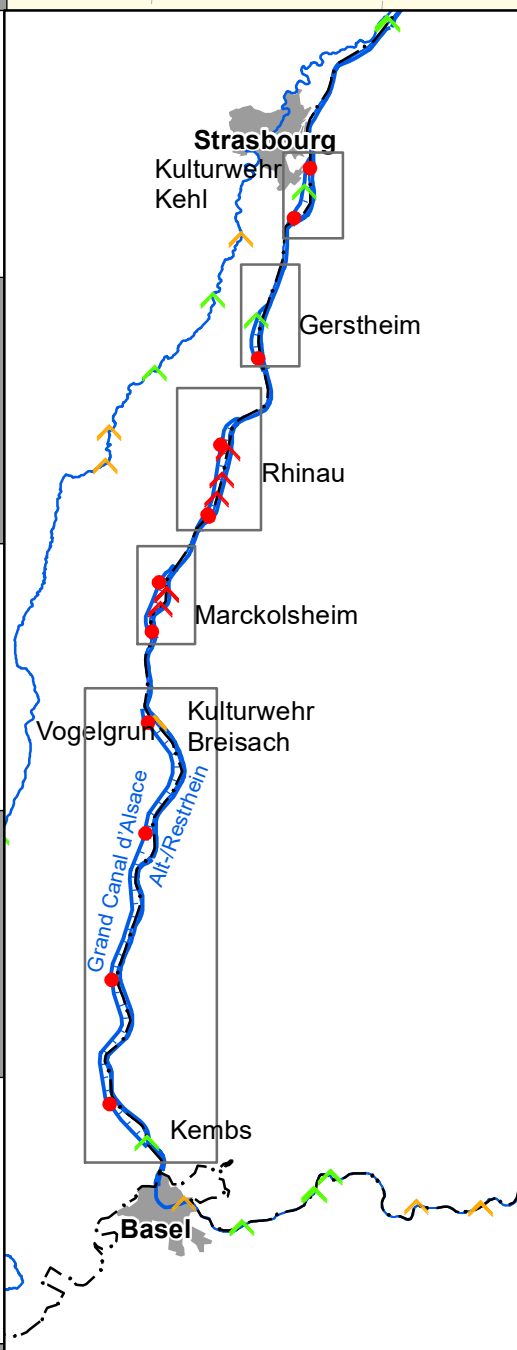 Strasbourg
Kulturwehr
Kehl
Gerstheim
Rhinau
Marckolsheim
Kulturwehr
Breisach
Vogelgrun
Grand Canal d'Alsace
Alt-/Restrhein
Kembs
Basel